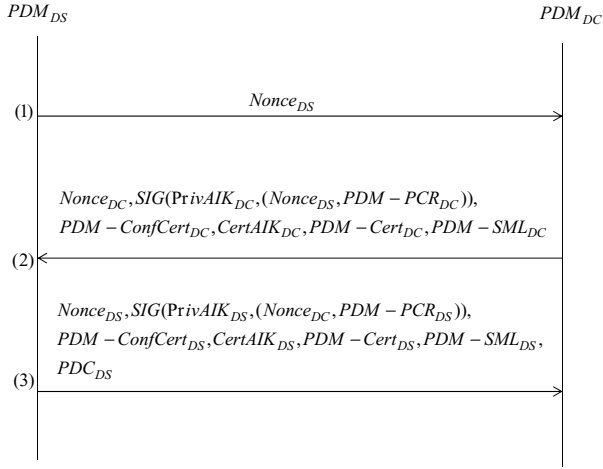 PDM_DS
PDM_DC
(1)
Nonce_DS
Nonce_DC,SIG(PrivAIK_DC,(Nonce_DS,PDM−PCR_DC)),
PDM−ConfCert_DC,CertAIK_DC,PDM−Cert_DC,PDM−SML_DC
(2)
Nonce_DS,SIG(PrivAIK_DS,(Nonce_DC,PDM−PCR_DS)),
PDM−ConfCert_DS,CertAIK_DS,PDM−Cert_DS,PDM−SML_DS,
PDC_DS
(3)